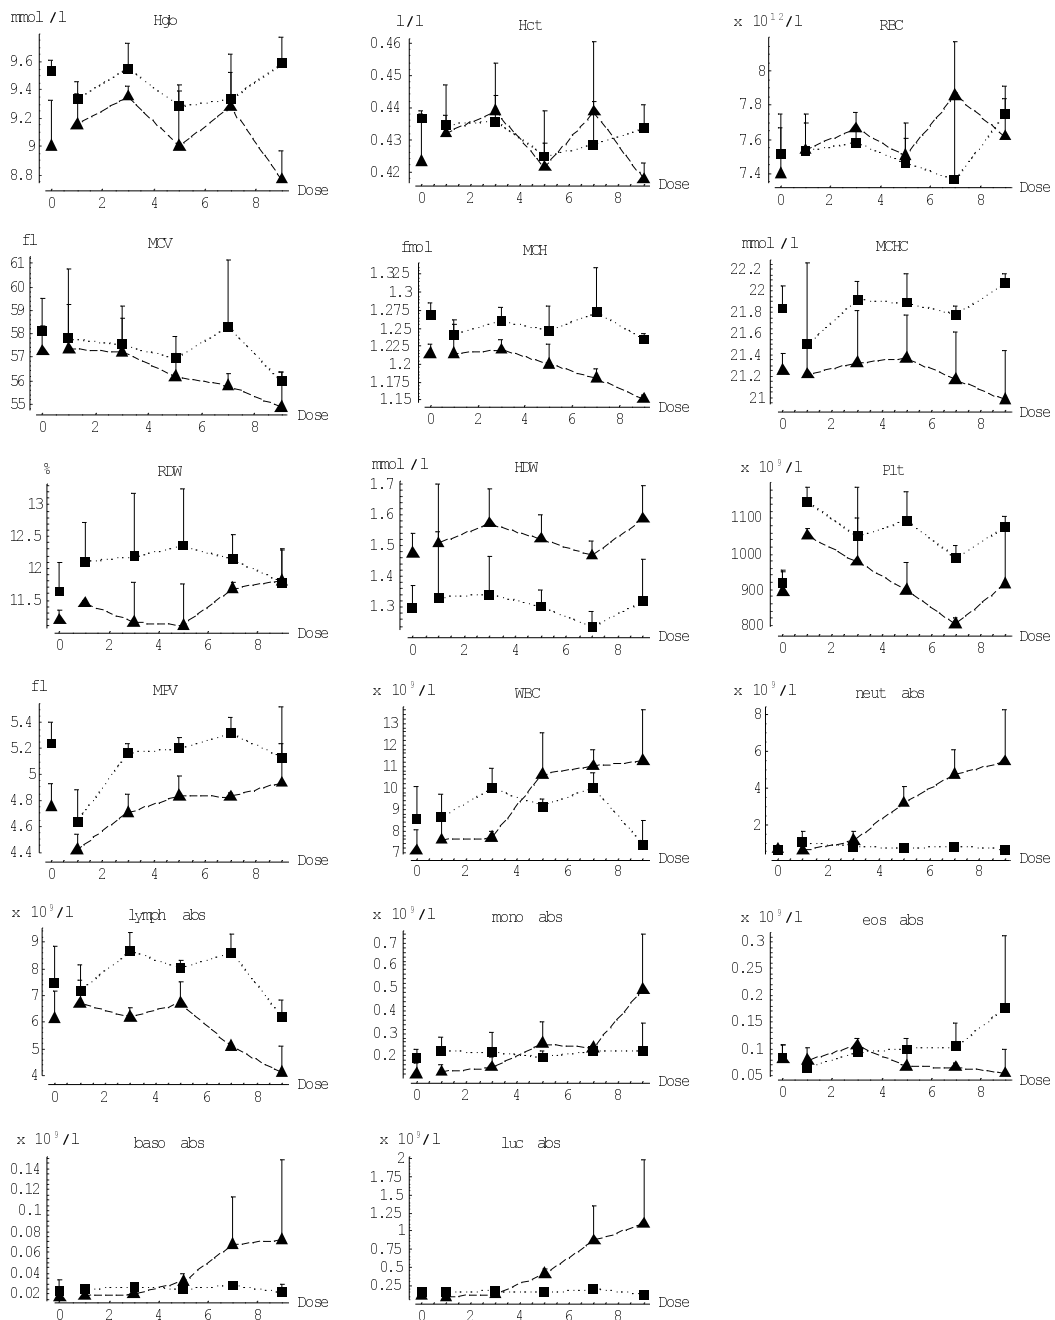 mmol/l Hgb
9.6
9.4
9.2
9
8.8
0 2 4 6 8 Dose
l/l Hct
0.46
0.45
0.44
0.43
0.42
0 2 4 6 8 Dose
x 10¹²/l RBC
8
7.8
7.6
7.4
0 2 4 6 8 Dose
fl MCV
61
60
59
58
57
56
55
0 2 4 6 8 Dose
fmol MCH
1.325
1.3
1.275
1.25
1.225
1.2
1.175
1.15
0 2 4 6 8 Dose
mmol/l MCHC
22.2
22
21.8
21.6
21.4
21.2
21
0 2 4 6 8 Dose
% RDW
13
12.5
12
11.5
0 2 4 6 8 Dose
mmol/l HDW
1.7
1.6
1.5
1.4
1.3
0 2 4 6 8 Dose
x 10⁹/l Plt
1100
1000
900
800
0 2 4 6 8 Dose
fl MPV
5.4
5.2
5
4.8
4.6
4.4
0 2 4 6 8 Dose
x 10⁹/l WBC
13
12
11
10
9
8
7
0 2 4 6 8 Dose
x 10⁹/l neut abs
8
6
4
2
0 2 4 6 8 Dose
x 10⁹/l lymph abs
9
8
7
6
5
4
0 2 4 6 8 Dose
x 10⁹/l mono abs
0.7
0.6
0.5
0.4
0.3
0.2
0 2 4 6 8 Dose
x 10⁹/l eos abs
0.3
0.25
0.2
0.15
0.1
0.05
0 2 4 6 8 Dose
x 10⁹/l baso abs
0.14
0.12
0.1
0.08
0.06
0.04
0.02
0 2 4 6 8 Dose
x 10⁹/l luc abs
2
1.75
1.5
1.25
1
0.75
0.5
0.25
0 2 4 6 8 Dose